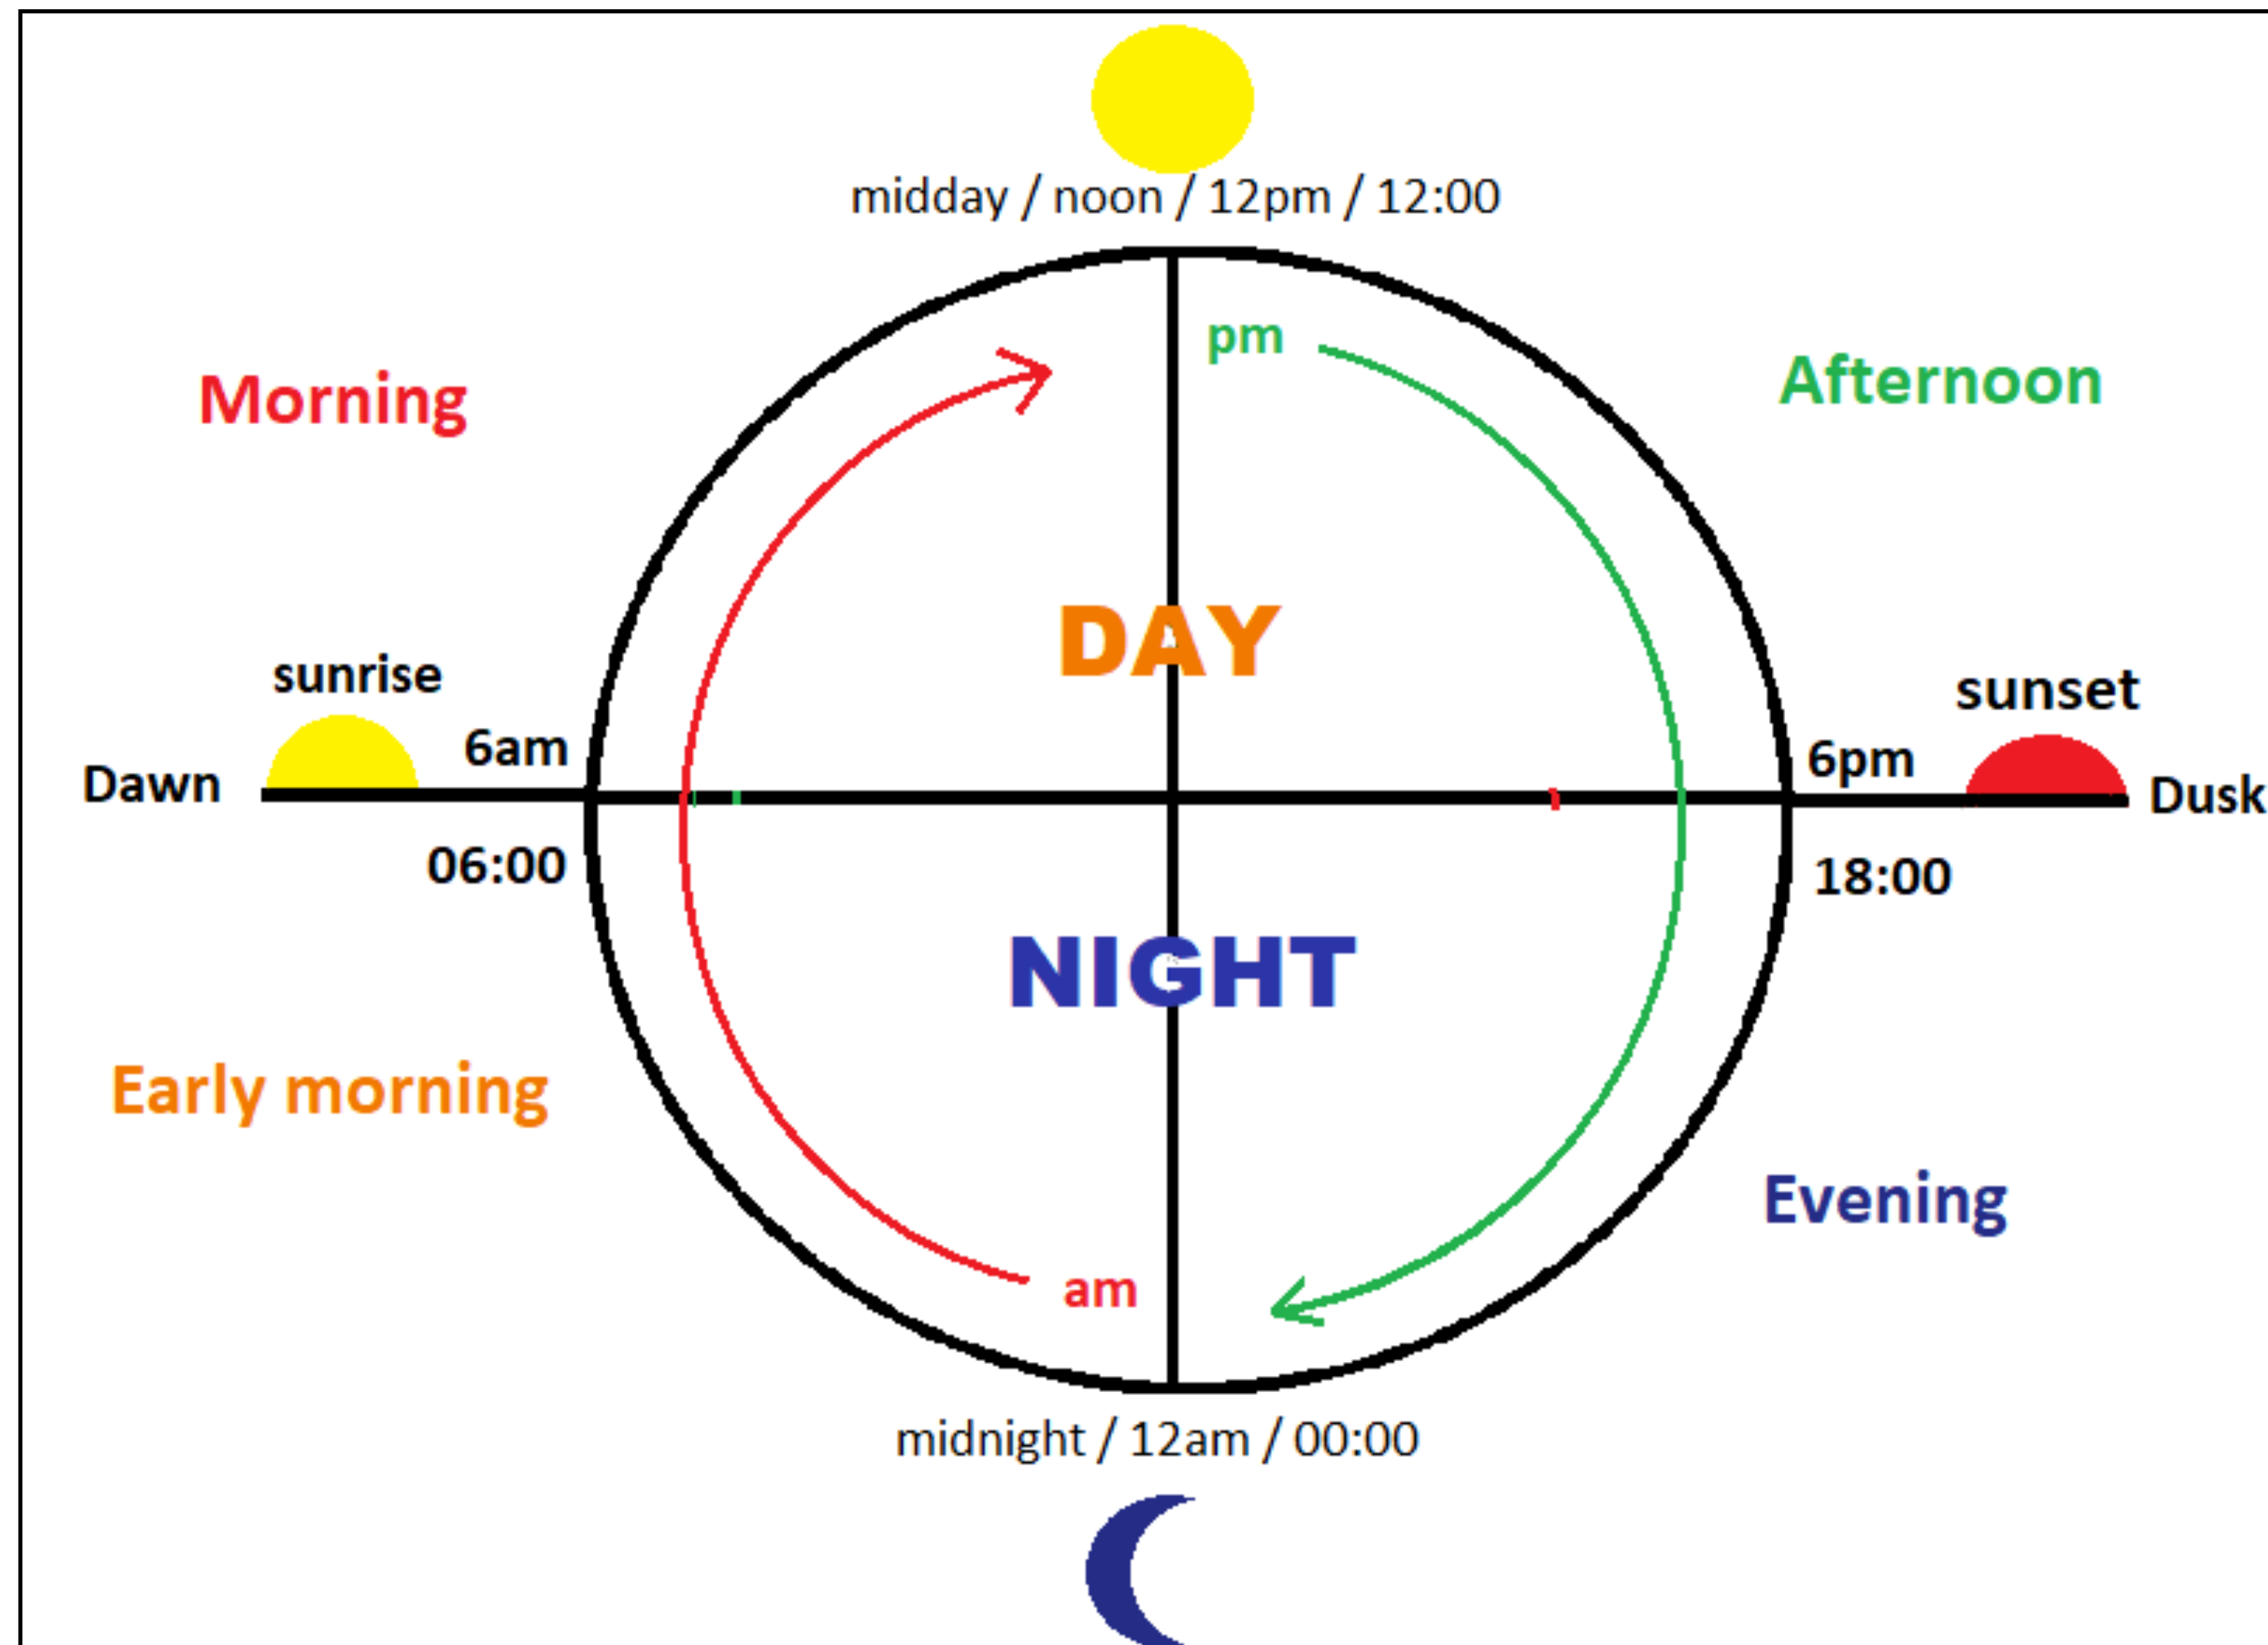 midday / noon / 12pm / 12:00
pm
Morning
Afternoon
DAY
sunrise
sunset
6am
6pm
Dawn
Dusk
06:00
18:00
NIGHT
Early morning
Evening
am
midnight / 12am / 00:00